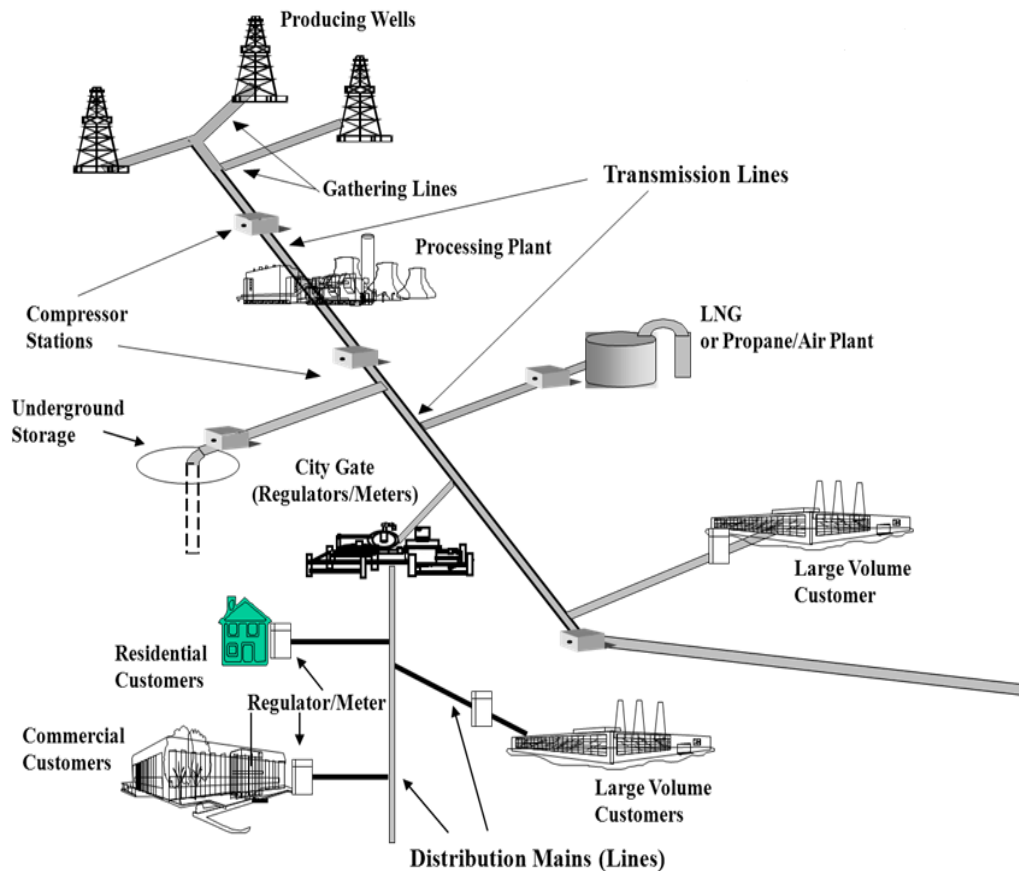 Producing Wells
Gathering Lines
Transmission Lines
Processing Plant
Compressor
Stations
LNG
or Propane/Air Plant
Underground
Storage
City Gate
(Regulators/Meters)
Large Volume
Customer
Residential
Customers
Regulator/Meter
Commercial
Customers
Large Volume
Customers
Distribution Mains (Lines)